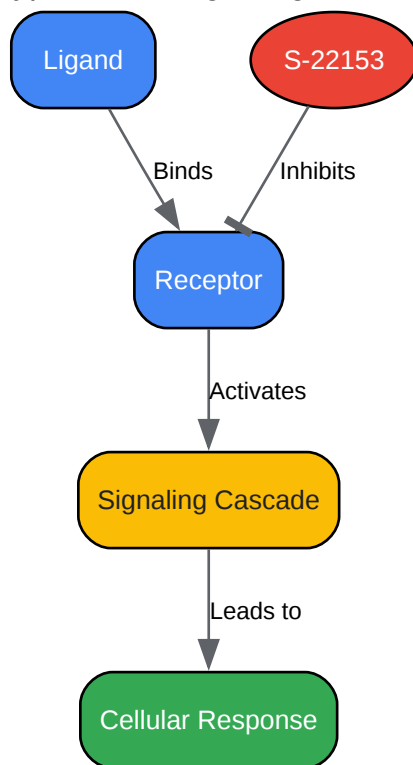 Ligand
S-22153
Binds
Inhibits
Receptor
Activates
Signaling Cascade
Leads to
Cellular Response